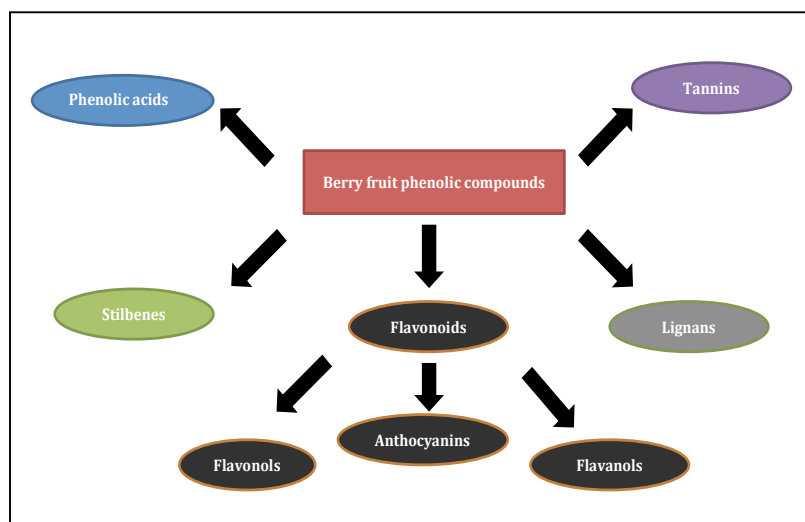 Phenolic acids
Tannins
Berry fruit phenolic compounds
Stilbenes
Flavonoids
Lignans
Flavonols
Anthocyanins
Flavanols